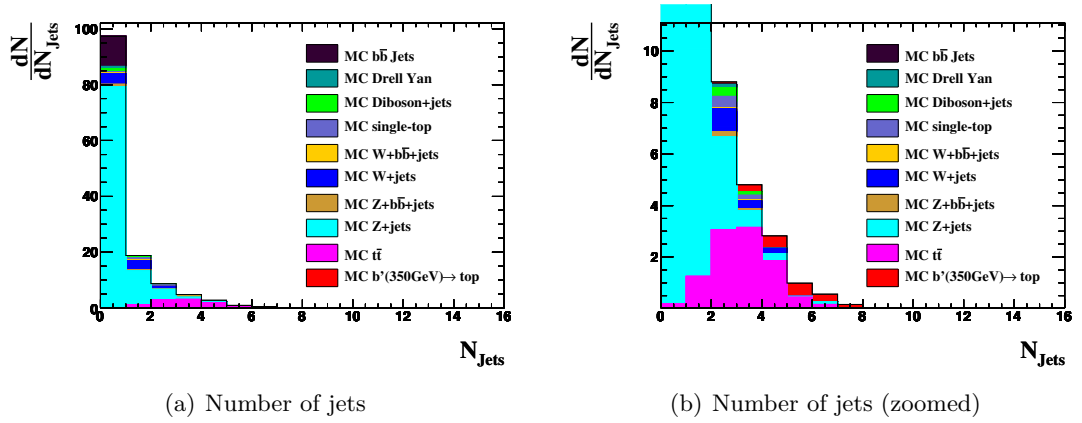 dN
dN_Jets
100
80
60
40
20
0
0 2 4 6 8 10 12 14 16
N_Jets
MC bb̄ Jets
MC Drell Yan
MC Diboson+jets
MC single-top
MC W+bb̄+jets
MC W+jets
MC Z+bb̄+jets
MC Z+jets
MC tt̄
MC b'(350GeV)→ top
(a) Number of jets
dN
dN_Jets
10
8
6
4
2
0 2 4 6 8 10 12 14 16
N_Jets
MC bb̄ Jets
MC Drell Yan
MC Diboson+jets
MC single-top
MC W+bb̄+jets
MC W+jets
MC Z+bb̄+jets
MC Z+jets
MC tt̄
MC b'(350GeV)→ top
(b) Number of jets (zoomed)